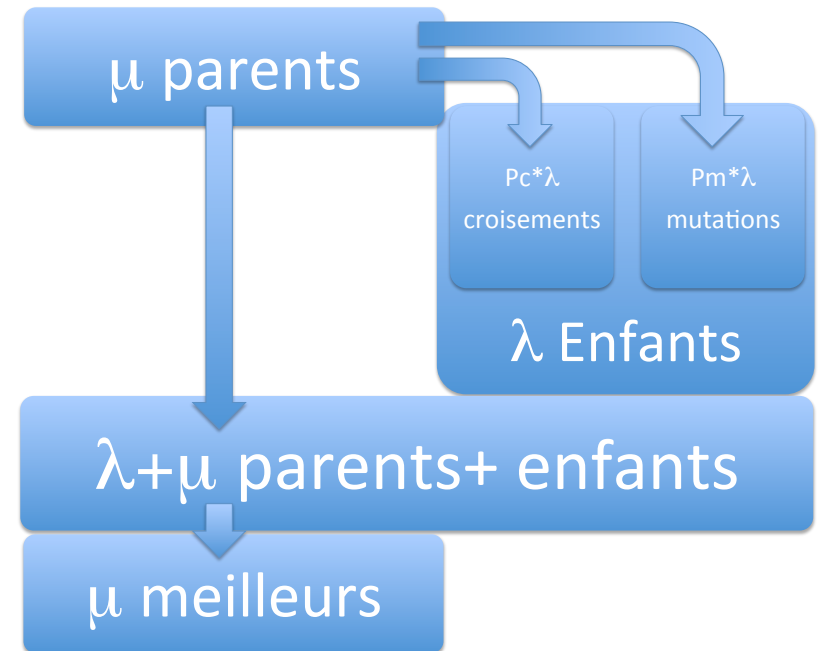 μ parents
Pc*λ
croisements
Pm*λ
mutations
λ Enfants
λ+μ parents+ enfants
μ meilleurs